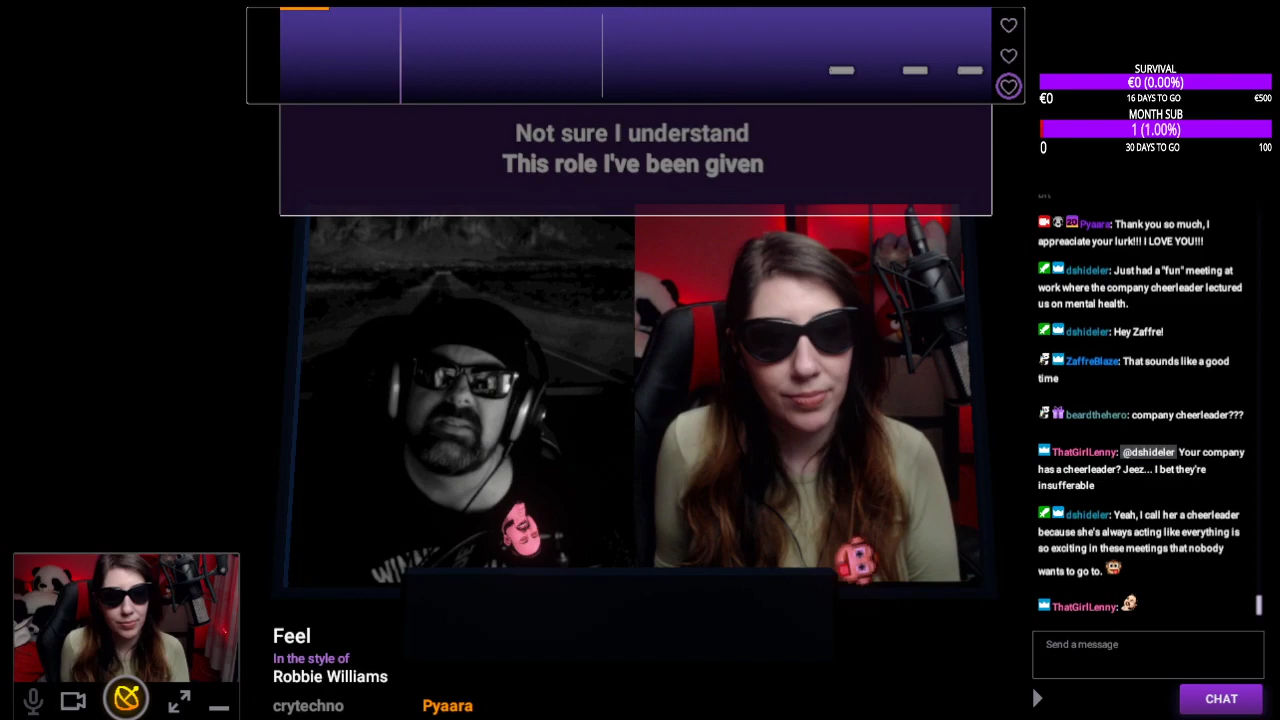 Not sure I understand
This role I've been given
SURVIVAL
€0 (0.00%)
€0 16 DAYS TO GO €500
MONTH SUB
1 (1.00%)
0 30 DAYS TO GO 100
20 Pyaara: Thank you so much, I
appreaciate your lurk!!! I LOVE YOU!!!
dshideler: Just had a "fun" meeting at
work where the company cheerleader lectured
us on mental health.
dshideler: Hey Zaffre!
ZaffreBlaze: That sounds like a good
time
beardthehero: company cheerleader???
ThatGirlLenny: @dshideler Your company
has a cheerleader? Jeez... I bet they're
insufferable
dshideler: Yeah, I call her a cheerleader
because she's always acting like everything is
so exciting in these meetings that nobody
wants to go to.
ThatGirlLenny:
Send a message
CHAT
Feel
In the style of
Robbie Williams
crytechno Pyaara